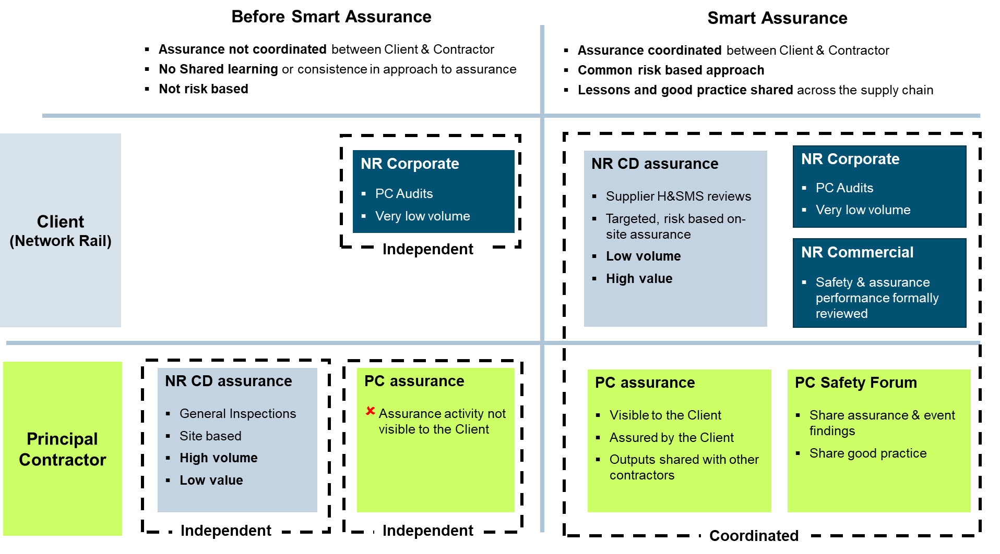 Before Smart Assurance
▪ Assurance not coordinated between Client & Contractor
▪ No Shared learning or consistence in approach to assurance
▪ Not risk based
Smart Assurance
▪ Assurance coordinated between Client & Contractor
▪ Common risk based approach
▪ Lessons and good practice shared across the supply chain
Client
(Network Rail)
NR Corporate
▪ PC Audits
▪ Very low volume
Independent
NR CD assurance
▪ Supplier H&SMS reviews
▪ Targeted, risk based on-
site assurance
▪ Low volume
▪ High value
NR Corporate
▪ PC Audits
▪ Very low volume
NR Commercial
▪ Safety & assurance
performance formally
reviewed
Principal
Contractor
NR CD assurance
▪ General Inspections
▪ Site based
▪ High volume
▪ Low value
Independent
PC assurance
✘ Assurance activity not
visible to the Client
Independent
PC assurance
▪ Visible to the Client
▪ Assured by the Client
▪ Outputs shared with other
contractors
PC Safety Forum
▪ Share assurance & event
findings
▪ Share good practice
Coordinated